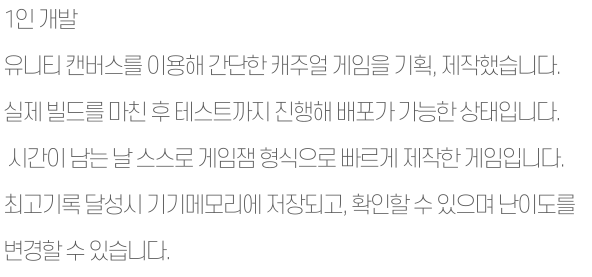 1인 개발
유니티 캔버스를 이용해 간단한 캐주얼 게임을 기획, 제작했습니다.
실제 빌드를 마친 후 테스트까지 진행해 배포가 가능한 상태입니다.
시간이 남는 날 스스로 게임잼 형식으로 빠르게 제작한 게임입니다.
최고기록 달성시 기기메모리에 저장되고, 확인할 수 있으며 난이도를
변경할 수 있습니다.